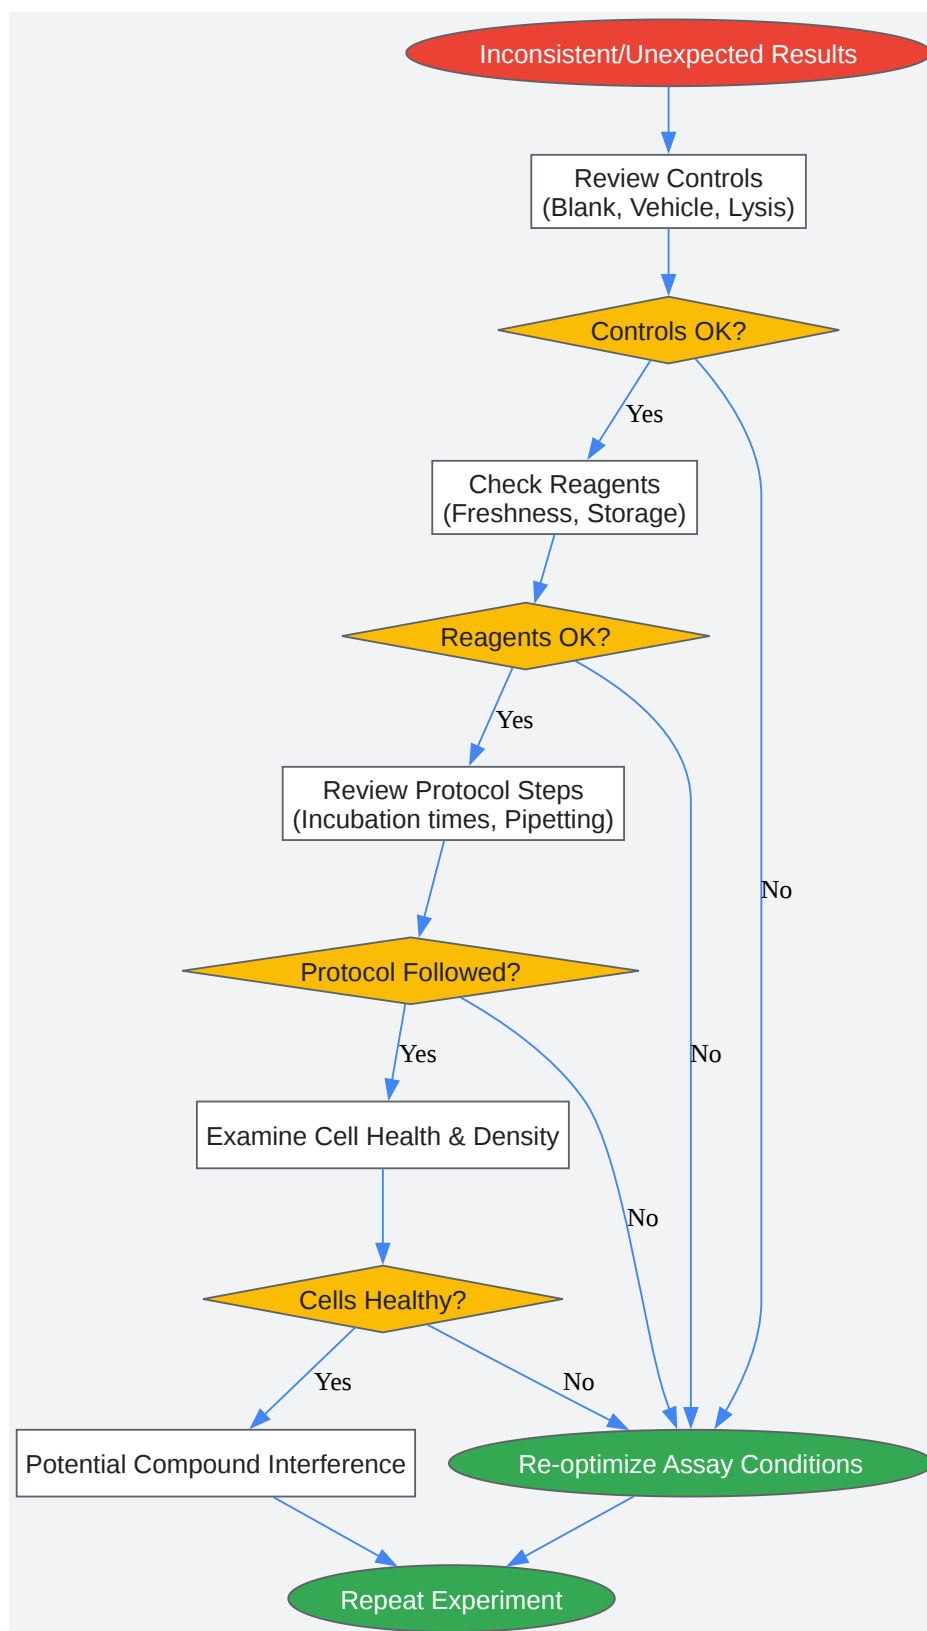 Inconsistent/Unexpected Results
Review Controls
(Blank, Vehicle, Lysis)
Controls OK?
Yes
Check Reagents
(Freshness, Storage)
Reagents OK?
Yes
Review Protocol Steps
(Incubation times, Pipetting)
No
Protocol Followed?
Yes
No
Examine Cell Health & Density
No
Cells Healthy?
Yes
No
Potential Compound Interference
Re-optimize Assay Conditions
Repeat Experiment